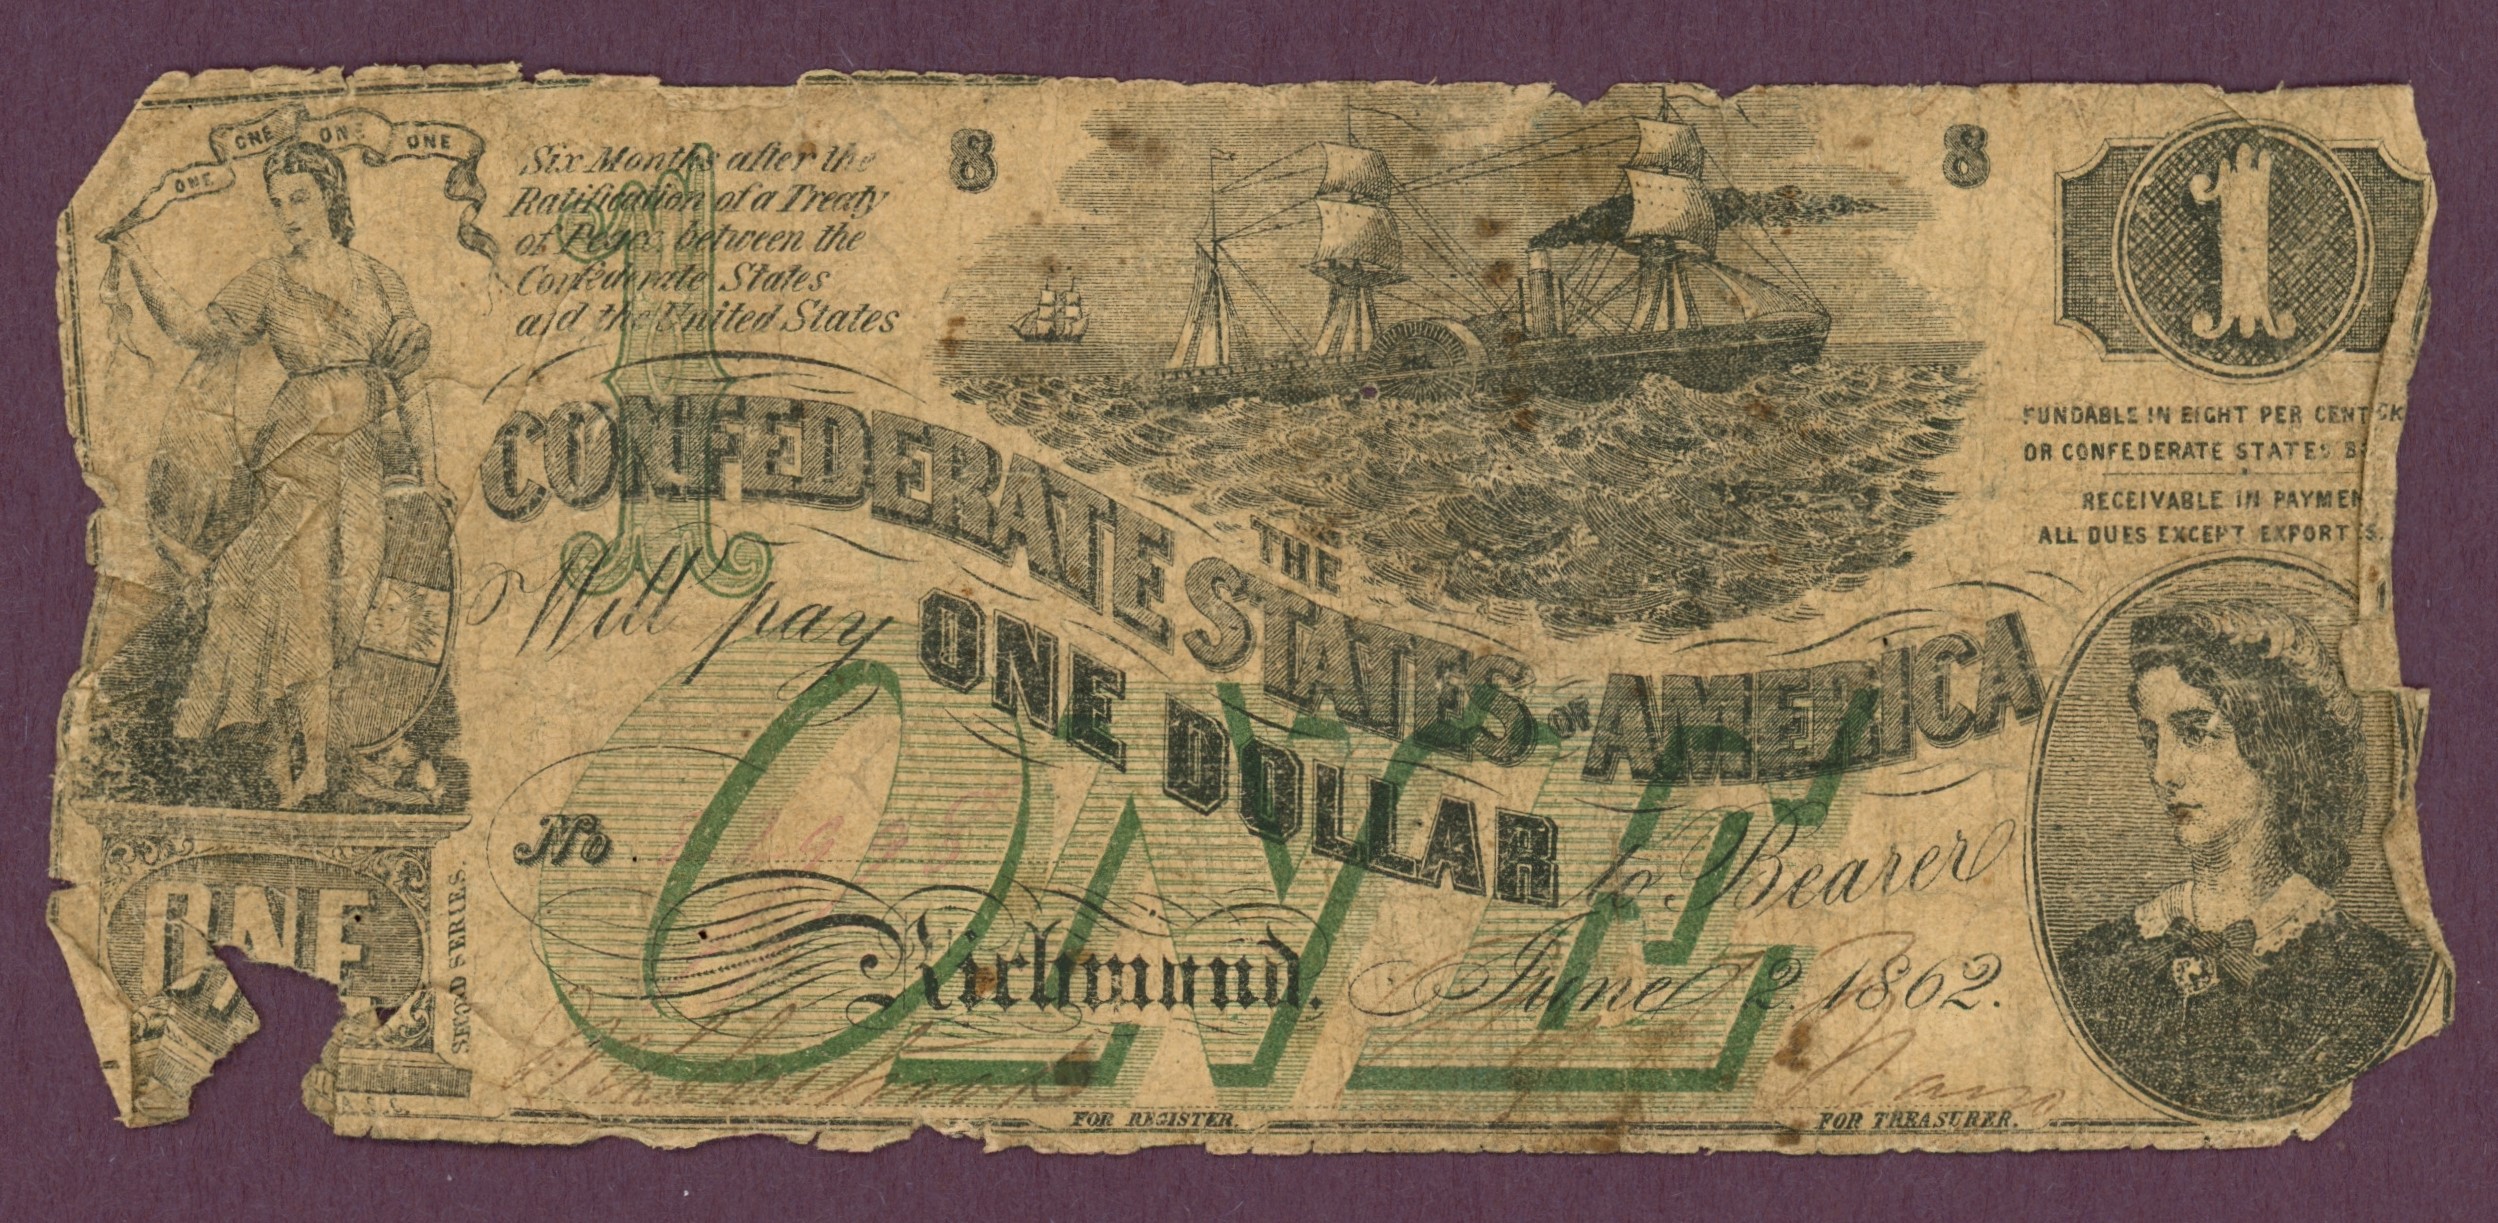 ONE ONE ONE ONE
Six Months after the
Ratification of a Treaty
of Peace between the
Confederate States
and the United States
8
8
1
1
FUNDABLE IN EIGHT PER CENT CK
OR CONFEDERATE STATES B
RECEIVABLE IN PAYMEN
ALL DUES EXCEPT EXPORT S.
THE
CONFEDERATE STATES OF AMERICA
Will pay ONE DOLLAR to Bearer
ONE
No
Richmond. June 2. 1862.
ONE
SECOND SERIES.
FOR REGISTER.
FOR TREASURER.